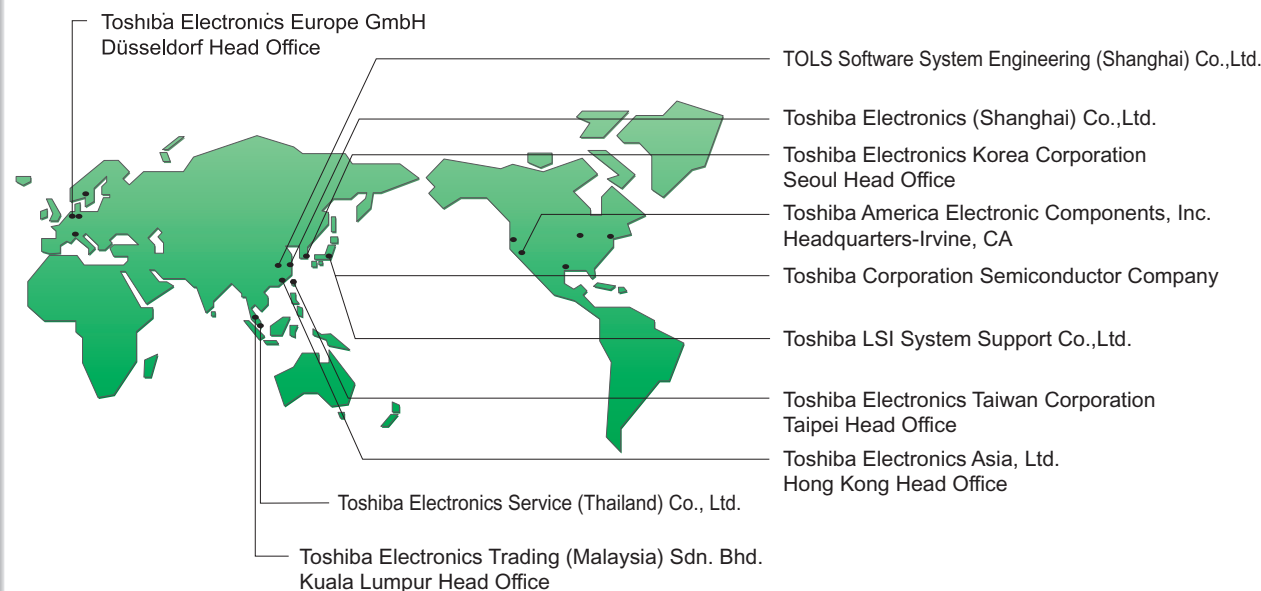 Toshiba Electronics Europe GmbH
Düsseldorf Head Office
TOLS Software System Engineering (Shanghai) Co.,Ltd.
Toshiba Electronics (Shanghai) Co.,Ltd.
Toshiba Electronics Korea Corporation
Seoul Head Office
Toshiba America Electronic Components, Inc.
Headquarters-Irvine, CA
Toshiba Corporation Semiconductor Company
Toshiba LSI System Support Co.,Ltd.
Toshiba Electronics Taiwan Corporation
Taipei Head Office
Toshiba Electronics Asia, Ltd.
Hong Kong Head Office
Toshiba Electronics Service (Thailand) Co., Ltd.
Toshiba Electronics Trading (Malaysia) Sdn. Bhd.
Kuala Lumpur Head Office